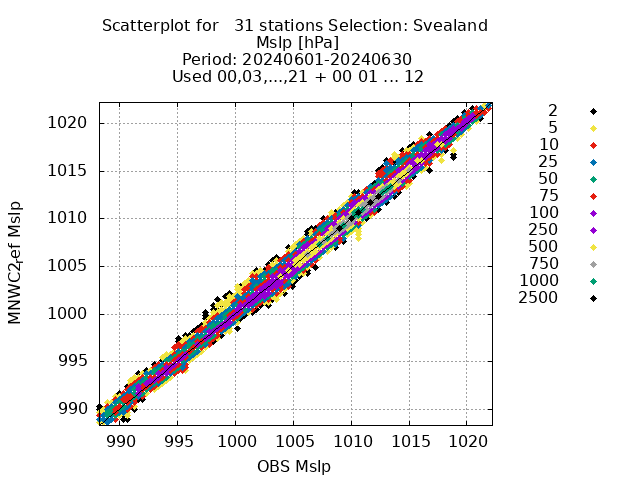 Scatterplot for   31 stations Selection: Svealand
Mslp [hPa]
Period: 20240601-20240630
Used 00,03,...,21 + 00 01 ... 12
MNWC2,ef Mslp
1020
1015
1010
1005
1000
995
990
990 995 1000 1005 1010 1015 1020
OBS Mslp
2
5
10
25
50
75
100
250
500
750
1000
2500